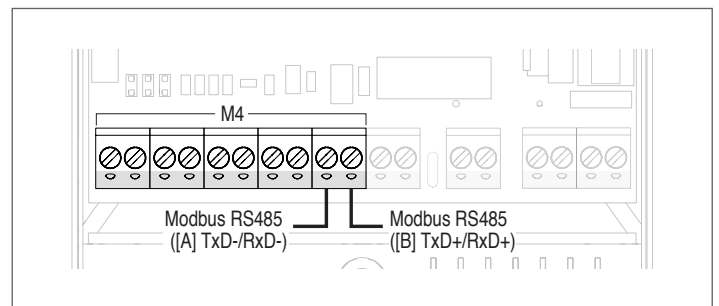 M4
Modbus RS485
([A] TxD-/RxD-)
Modbus RS485
([B] TxD+/RxD+)